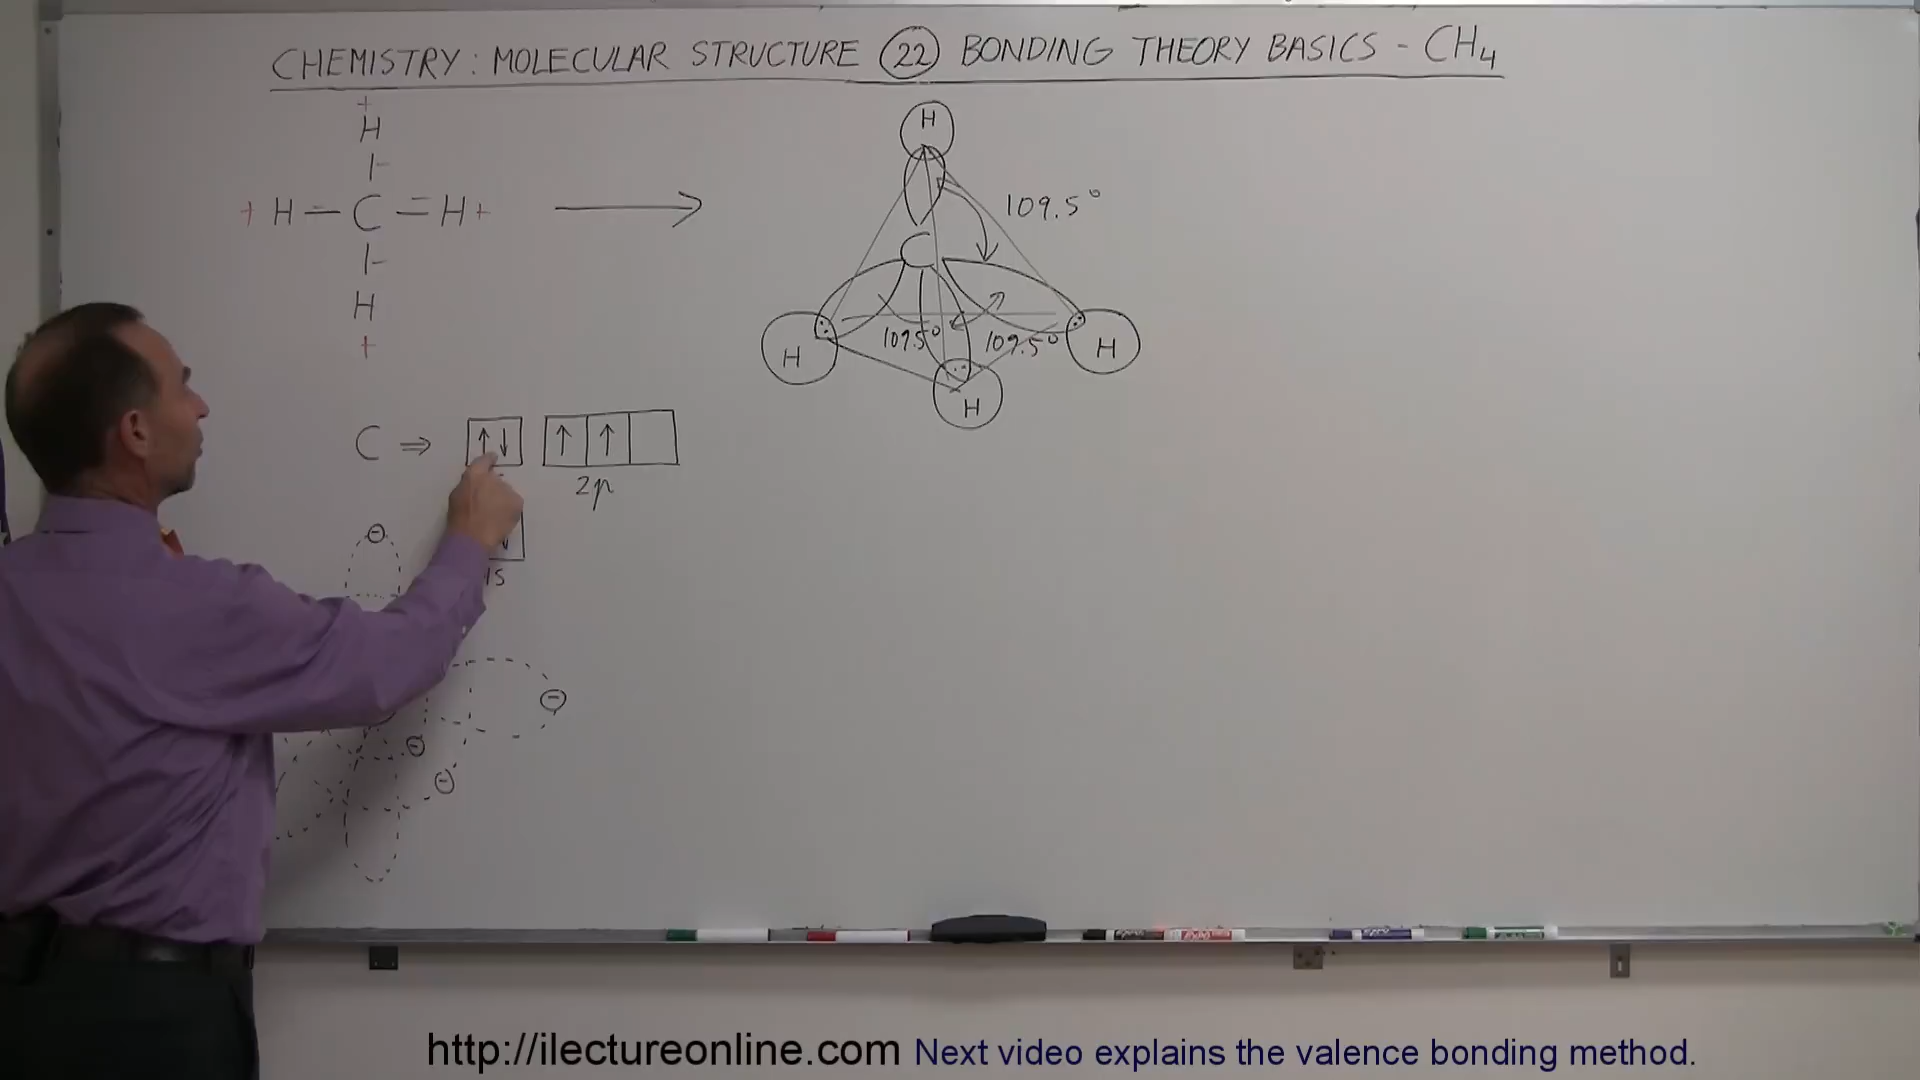 CHEMISTRY: MOLECULAR STRUCTURE 22 BONDING THEORY BASICS - CH4
+
H
+ H – C = H +
H
+
H
109.5°
C
109.5° 109.5°
H
H
H
C ⇒ ↑↓ ↑ ↑
2p
↓
1s
⊖
⊖
⊖
⊖
http://ilectureonline.com Next video explains the valence bonding method.